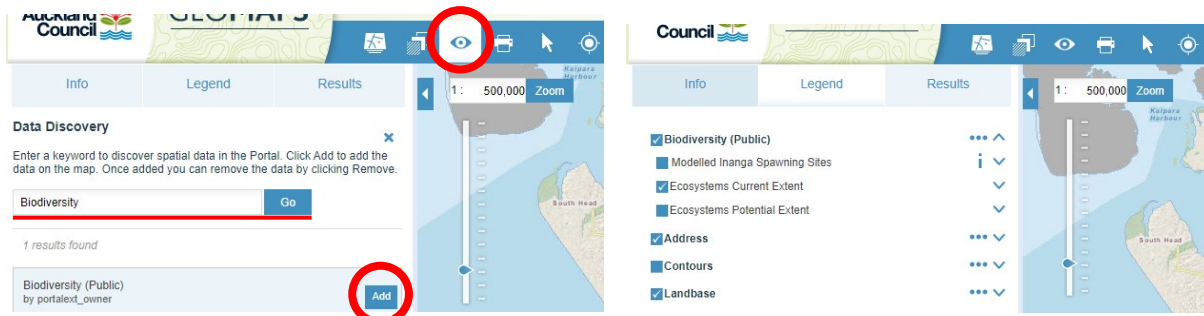 Auckland
Council
GEOMAPS
Info
Legend
Results
1 :
500,000
Zoom
Kaipara
Harbour
Data Discovery
Enter a keyword to discover spatial data in the Portal. Click Add to add the
data on the map. Once added you can remove the data by clicking Remove.
Biodiversity
Go
South Head
1 results found
Biodiversity (Public)
by portalext_owner
Add
Council
Info
Legend
Results
1 :
500,000
Zoom
Kaipara
Harbour
Biodiversity (Public)
Modelled Inanga Spawning Sites
i
Ecosystems Current Extent
Ecosystems Potential Extent
South Head
Address
Contours
Landbase